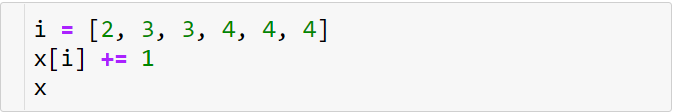 i = [2, 3, 3, 4, 4, 4]
x[i] += 1
x